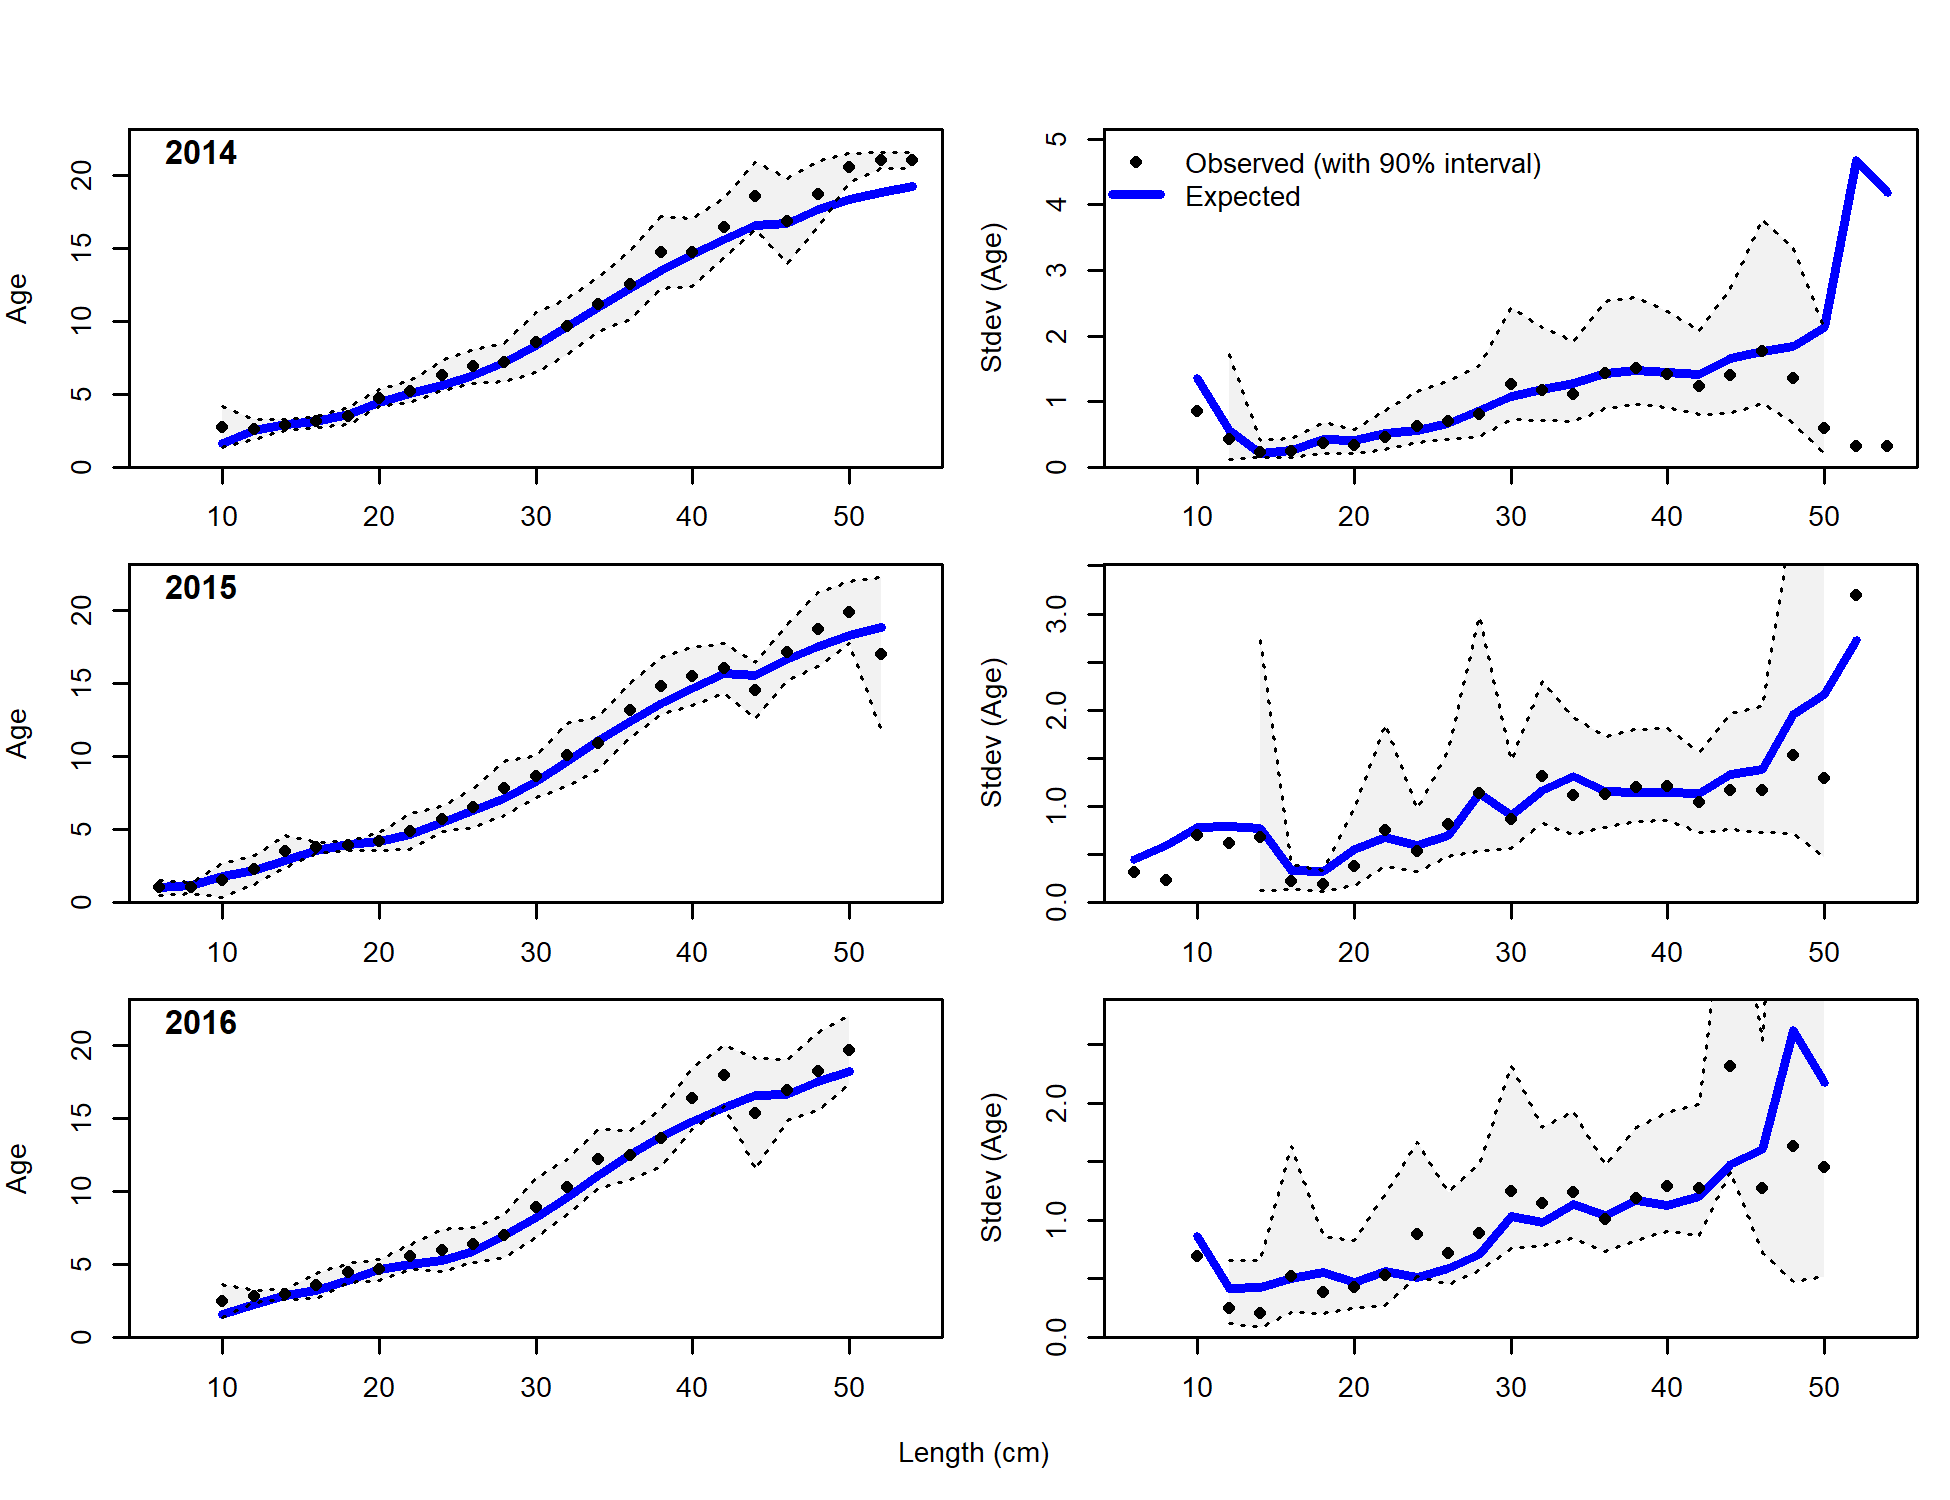 2014
Age
0 5 10 15 20
10 20 30 40 50
Observed (with 90% interval)
Expected
Stdev (Age)
0 1 2 3 4 5
10 20 30 40 50
2015
Age
0 5 10 15 20
10 20 30 40 50
Stdev (Age)
0.0 1.0 2.0 3.0
10 20 30 40 50
2016
Age
0 5 10 15 20
10 20 30 40 50
Stdev (Age)
0.0 1.0 2.0
10 20 30 40 50
Length (cm)